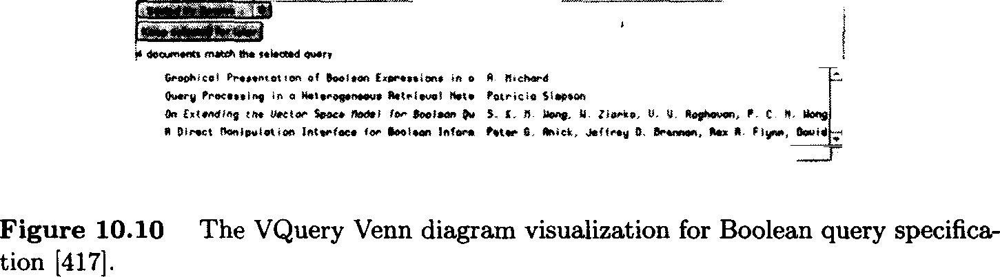 4 documents match the selected query
Graphical Presentation of Boolean Expressions in a A. Michard
Query Processing in a Heterogeneous Retrieval Netw Patricia Simpson
On Extending the Vector Space Model for Boolean Qu S. K. M. Wong, W. Ziarko, V. V. Raghavan, P. C. N. Wong
A Direct Manipulation Interface for Boolean Inform Peter G. Anick, Jeffrey D. Brennan, Rex A. Flynn, David
Figure 10.10 The VQuery Venn diagram visualization for Boolean query specifica-
tion [417].